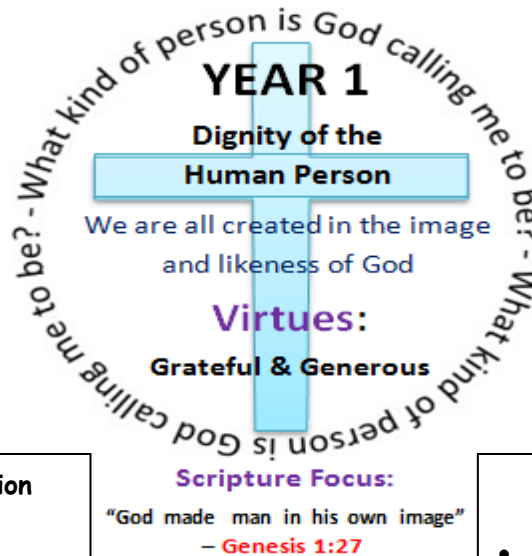 What kind of person is God calling me to be? - What kind of person is God calling me to be? -
YEAR 1
Dignity of the
Human Person
We are all created in the image
and likeness of God
Virtues:
Grateful & Generous
Scripture Focus:
"God made man in his own image"
– Genesis 1:27